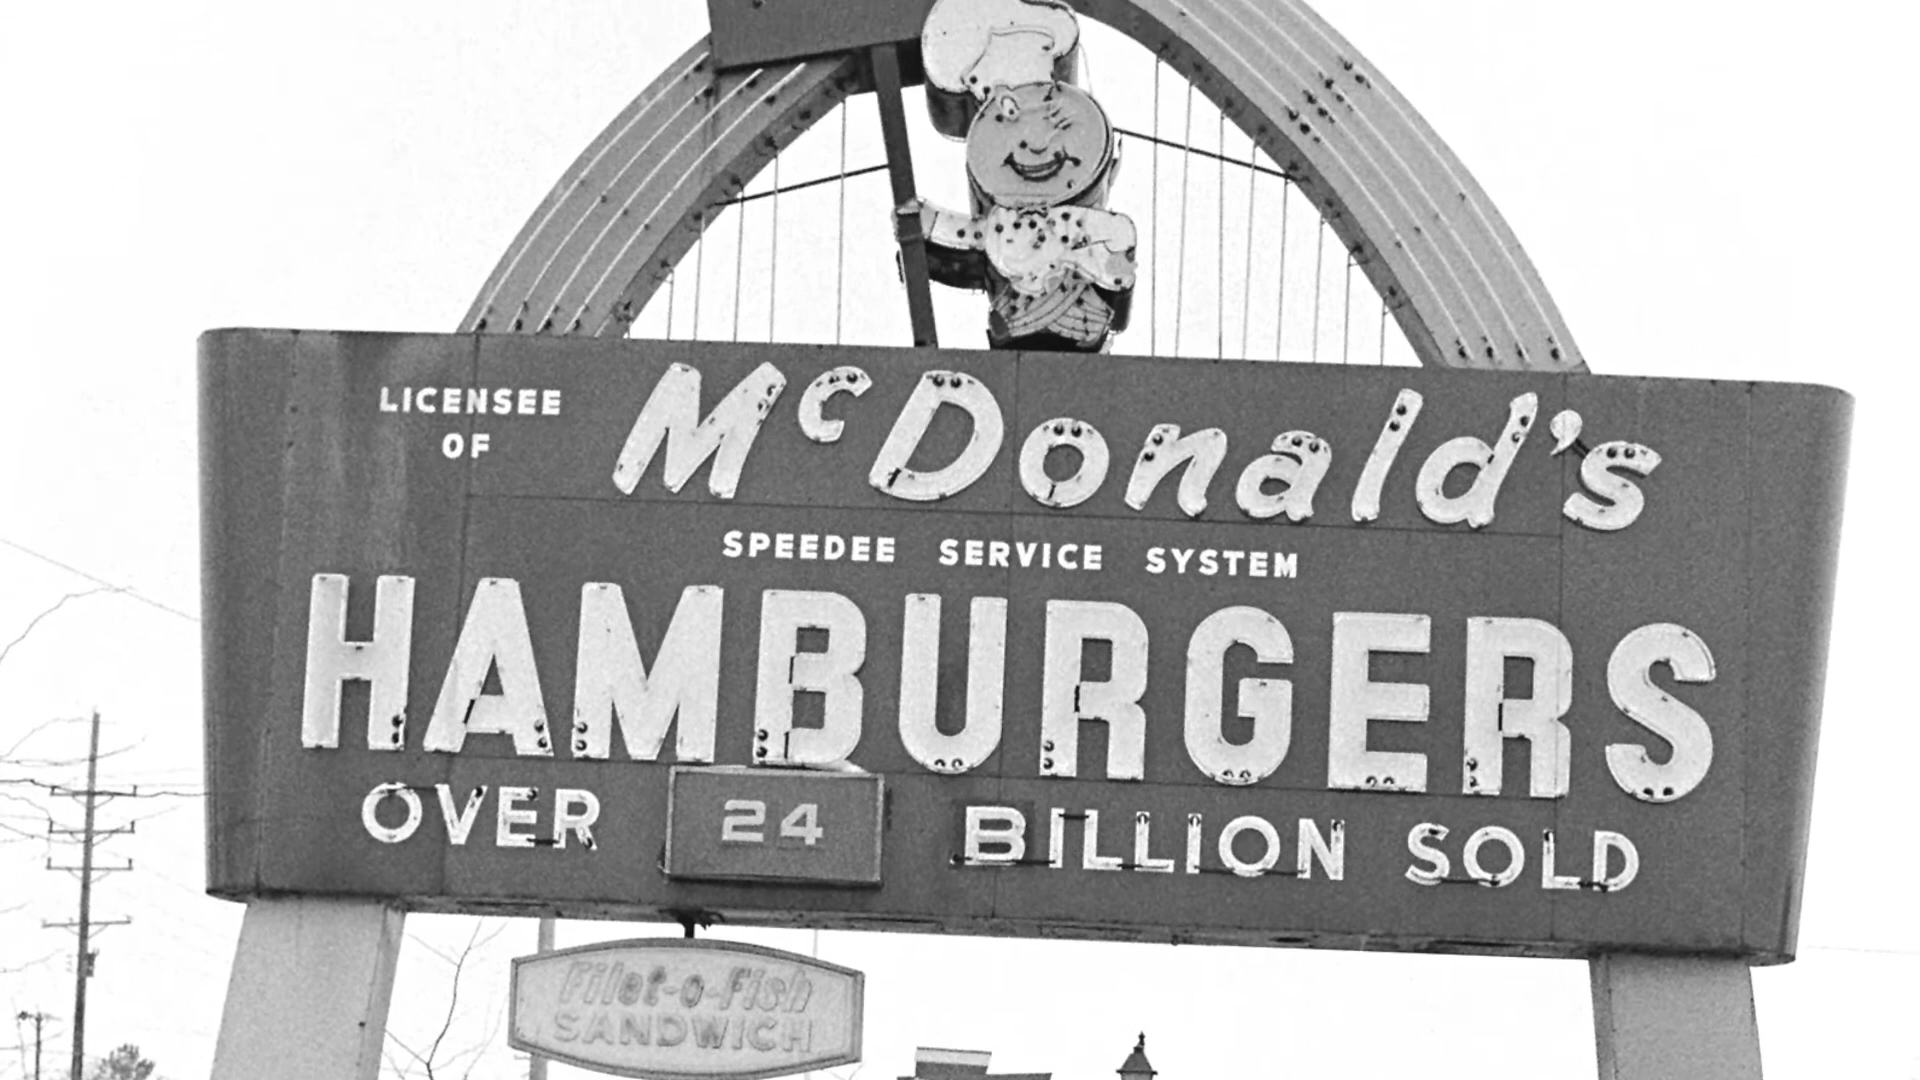 LICENSEE
OF
McDonald's
SPEEDEE SERVICE SYSTEM
HAMBURGERS
OVER 24 BILLION SOLD
Filet-o-Fish
SANDWICH